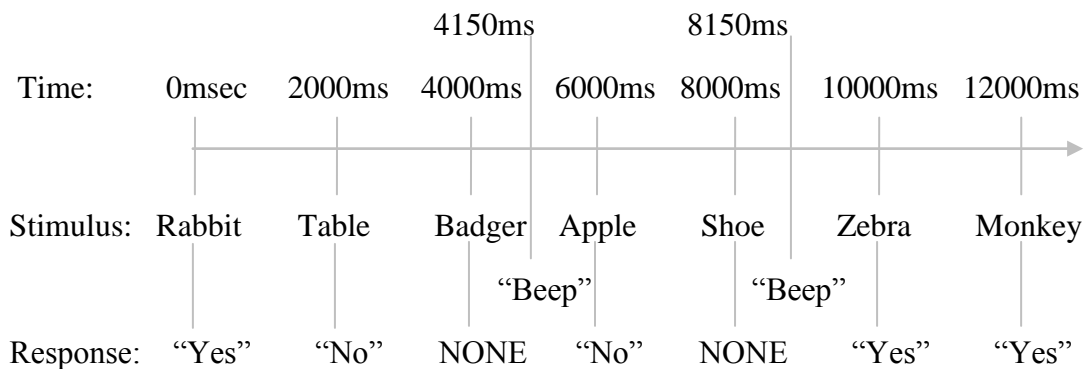 4150ms 8150ms
Time: 0msec 2000ms 4000ms 6000ms 8000ms 10000ms 12000ms
Stimulus: Rabbit Table Badger Apple Shoe Zebra Monkey
“Beep” “Beep”
Response: “Yes” “No” NONE “No” NONE “Yes” “Yes”